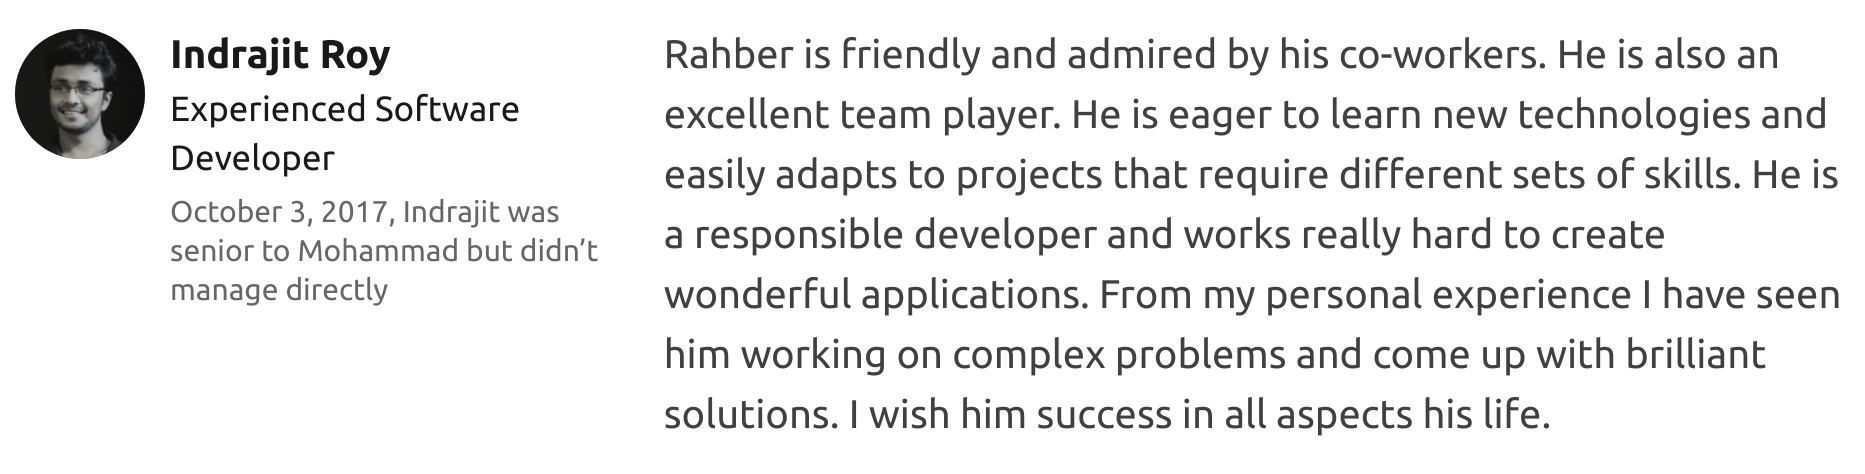 Indrajit Roy
Experienced Software
Developer
October 3, 2017, Indrajit was
senior to Mohammad but didn’t
manage directly
Rahber is friendly and admired by his co-workers. He is also an
excellent team player. He is eager to learn new technologies and
easily adapts to projects that require different sets of skills. He is
a responsible developer and works really hard to create
wonderful applications. From my personal experience I have seen
him working on complex problems and come up with brilliant
solutions. I wish him success in all aspects his life.